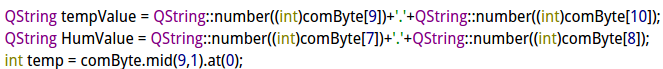 QString tempValue = QString::number((int)comByte[9])+'.'+QString::number((int)comByte[10]);
QString HumValue = QString::number((int)comByte[7])+'.'+QString::number((int)comByte[8]);
int temp = comByte.mid(9,1).at(0);